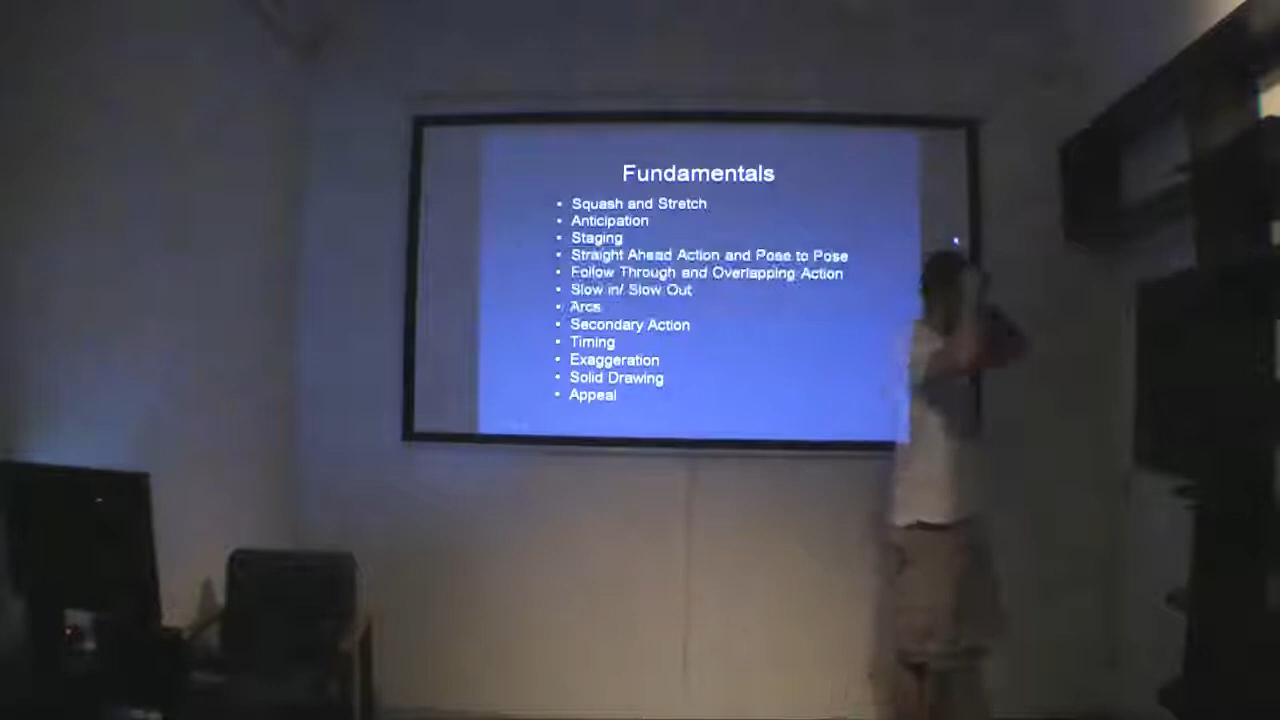 Fundamentals
• Squash and Stretch
• Anticipation
• Staging
• Straight Ahead Action and Pose to Pose
• Follow Through and Overlapping Action
• Slow in/ Slow Out
• Arcs
• Secondary Action
• Timing
• Exaggeration
• Solid Drawing
• Appeal